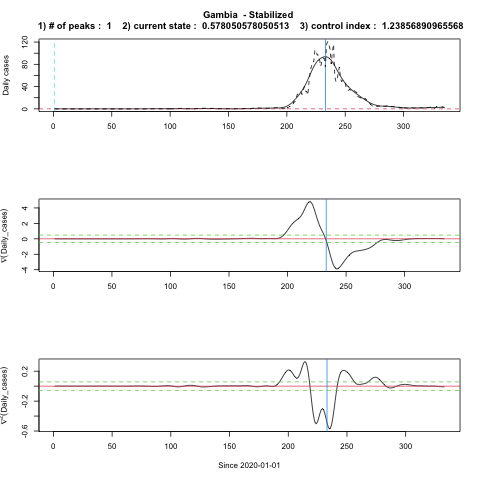 Gambia - Stabilized
1) # of peaks : 1 2) current state : 0.578050578050513 3) control index : 1.23856890965568
Daily cases
0 40 80 120
0 50 100 150 200 250 300
∇(Daily_cases)
-4 -2 0 2 4
0 50 100 150 200 250 300
∇²(Daily_cases)
-0.6 -0.2 0.2
0 50 100 150 200 250 300
Since 2020-01-01